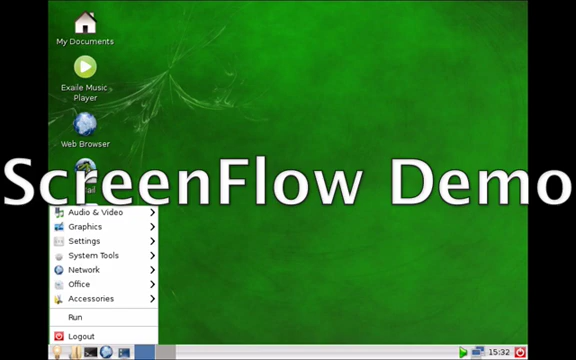 My Documents
Exaile Music
Player
Web Browser
ScreenFlow Demo
Audio & Video
Graphics
Settings
System Tools
Network
Office
Accessories
Run
Logout
15:32